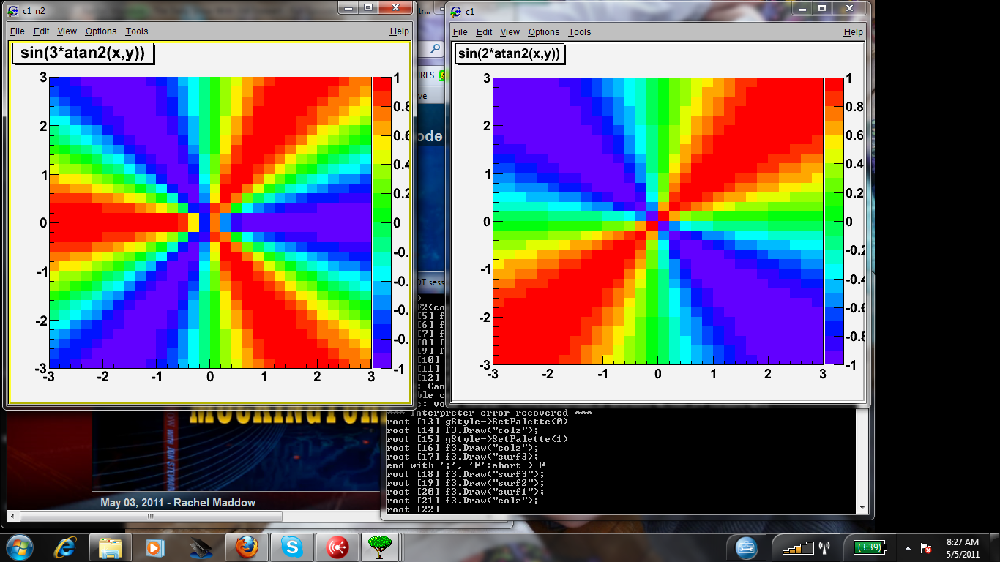 c1_n2
File Edit View Options Tools Help
sin(3*atan2(x,y))
3
2
1
0
-1
-2
-3
-3 -2 -1 0 1 2 3
1
0.8
0.6
0.4
0.2
0
-0.
-0.
-0.
-0.
-1
c1
File Edit View Options Tools Help
sin(2*atan2(x,y))
3
2
1
0
-1
-2
-3
-3 -2 -1 0 1 2 3
1
0.8
0.6
0.4
0.2
0
-0.2
-0.4
-0.6
-0.8
-1
tr...
IRES
ve
ode
OT sess
f2(co
[5] f
[6] f
[7] f
[8] f
[9] f
[10]
[11]
[12]
: Can
ble c
c: vo
*** Interpreter error recovered ***
root [13] gStyle->SetPalette(0)
root [14] f3.Draw("colz");
root [15] gStyle->SetPalette(1)
root [16] f3.Draw("colz");
root [17] f3.Draw("surf3);
end with ';', '@':abort > @
root [18] f3.Draw("surf3");
root [19] f3.Draw("surf2");
root [20] f3.Draw("surf1");
root [21] f3.Draw("colz");
root [22]
OW with JON STEWAR
May 03, 2011 - Rachel Maddow
(3:39)
8:27 AM
5/5/2011